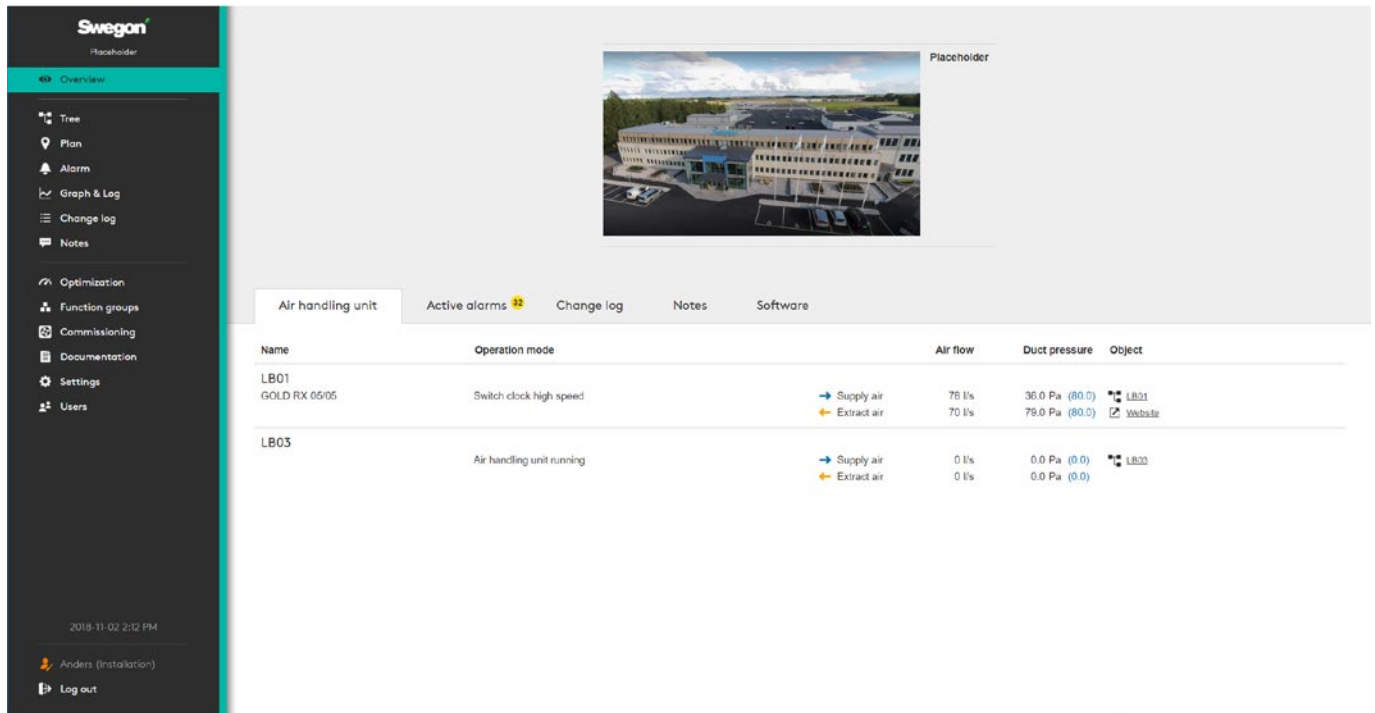 Swegon
Placeholder
Overview
Tree
Plan
Alarm
Graph & Log
Change log
Notes
Optimization
Function groups
Commissioning
Documentation
Settings
Users
2018-11-02 2:12 PM
Anders (Installation)
Log out
Placeholder
Swegon
Air handling unit Active alarms 32 Change log Notes Software
Name Operation mode Air flow Duct pressure Object
LB01
GOLD RX 05/05 Switch clock high speed Supply air 76 l/s 36.0 Pa (80.0) LB01
Extract air 70 l/s 79.0 Pa (80.0) Website
LB03
Air handling unit running Supply air 0 l/s 0.0 Pa (0.0) LB03
Extract air 0 l/s 0.0 Pa (0.0)